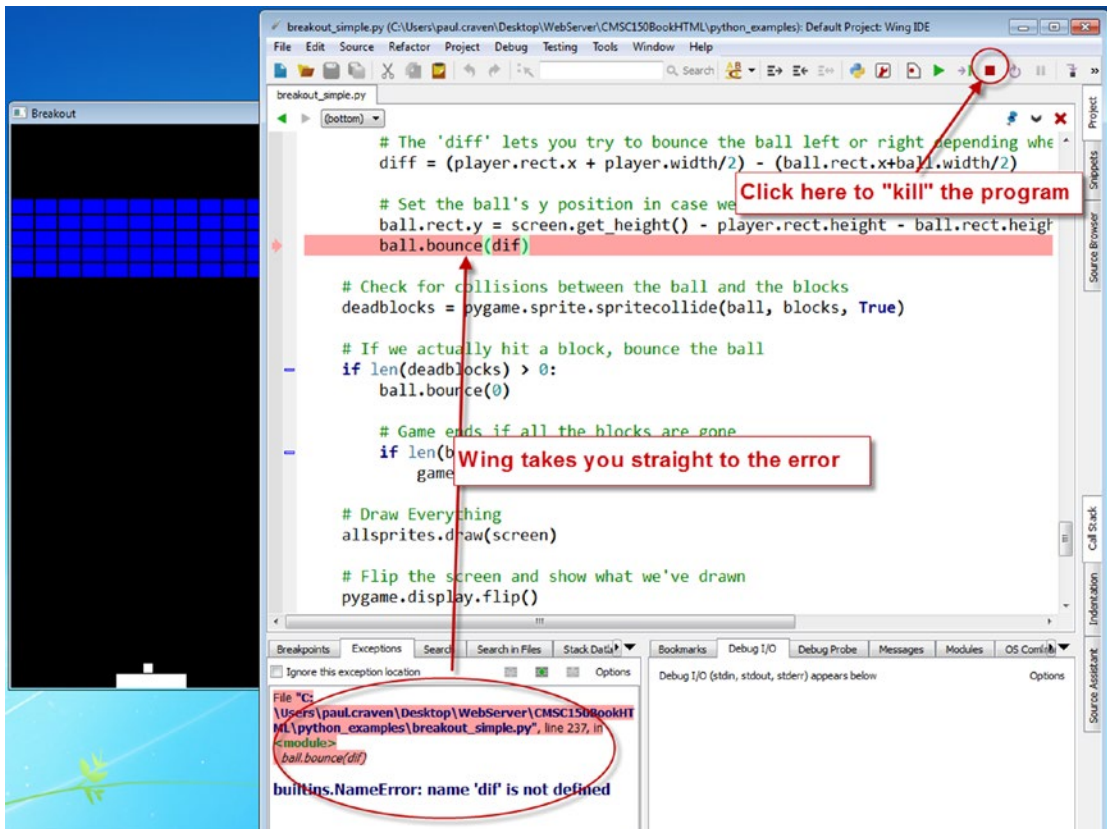 breakout_simple.py (C:\Users\paul.craven\Desktop\WebServer\CMSC150BookHTML\python_examples): Default Project: Wing IDE
File Edit Source Refactor Project Debug Testing Tools Window Help
Search
breakout_simple.py
(bottom)
Breakout
# The 'diff' lets you try to bounce the ball left or right depending whe
diff = (player.rect.x + player.width/2) - (ball.rect.x+ball.width/2)
Click here to "kill" the program
# Set the ball's y position in case we
ball.rect.y = screen.get_height() - player.rect.height - ball.rect.heigh
ball.bounce(dif)
# Check for collisions between the ball and the blocks
deadblocks = pygame.sprite.spritecollide(ball, blocks, True)
# If we actually hit a block, bounce the ball
if len(deadblocks) > 0:
ball.bounce(0)
# Game ends if all the blocks are gone
if len(b
game
Wing takes you straight to the error
# Draw Everything
allsprites.draw(screen)
# Flip the screen and show what we've drawn
pygame.display.flip()
Project
Snippets
Source Browser
Call Stack
Indentation
Source Assistant
Breakpoints Exceptions Search Search in Files Stack Data
Ignore this exception location Options
File "C:
\Users\paul.craven\Desktop\WebServer\CMSC150BookHT
ML\python_examples\breakout_simple.py", line 237, in
<module>
ball.bounce(dif)
builtins.NameError: name 'dif' is not defined
Bookmarks Debug I/O Debug Probe Messages Modules OS
Debug I/O (stdin, stdout, stderr) appears below Options